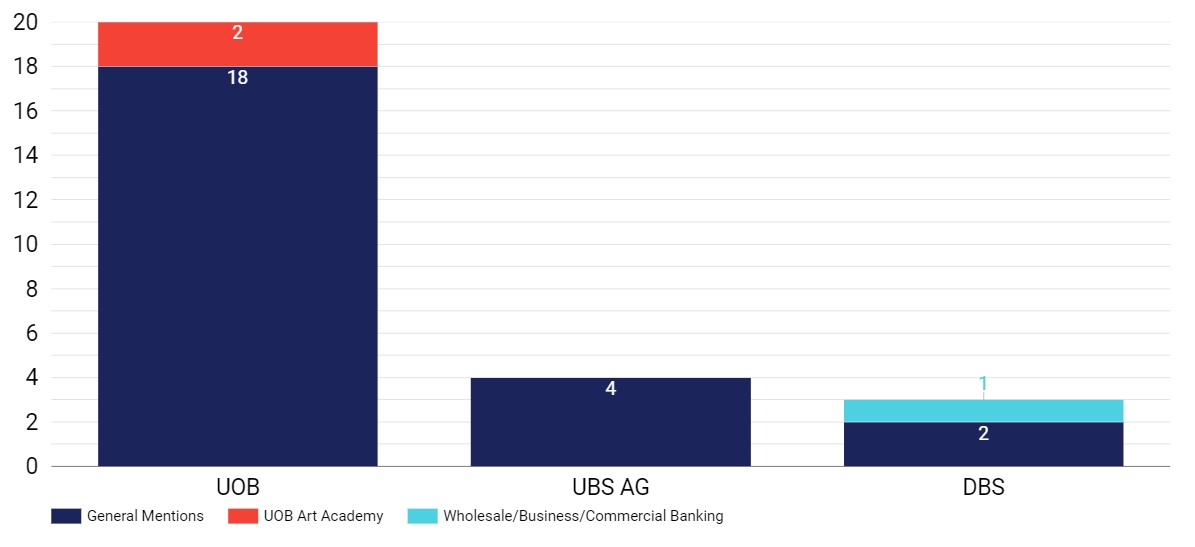 20
18
16
14
12
10
8
6
4
2
0
2
18
4
1
2
UOB
UBS AG
DBS
General Mentions
UOB Art Academy
Wholesale/Business/Commercial Banking